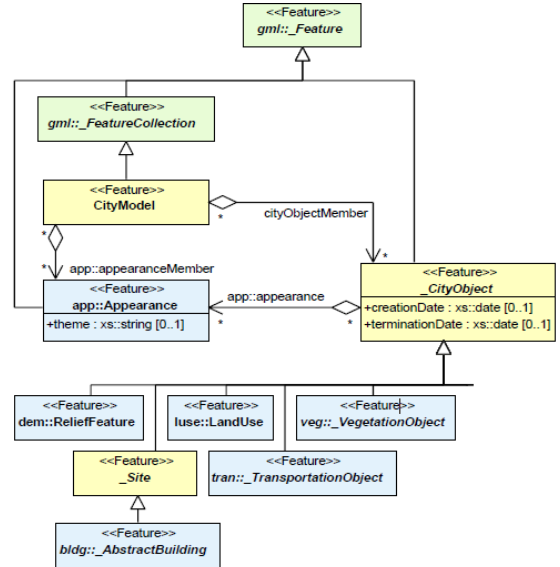 <<Feature>>
gml::_Feature
<<Feature>>
gml::_FeatureCollection
<<Feature>>
CityModel
*
cityObjectMember
*
*
*
app::appearanceMember
<<Feature>>
app::Appearance
+theme : xs::string [0..1]
app::appearance
*
*
<<Feature>>
_CityObject
+creationDate : xs::date [0..1]
+terminationDate : xs::date [0..1]
<<Feature>>
dem::ReliefFeature
<<Feature>>
luse::LandUse
<<Feature>>
veg::_VegetationObject
<<Feature>>
_Site
<<Feature>>
tran::_TransportationObject
<<Feature>>
bldg::_AbstractBuilding